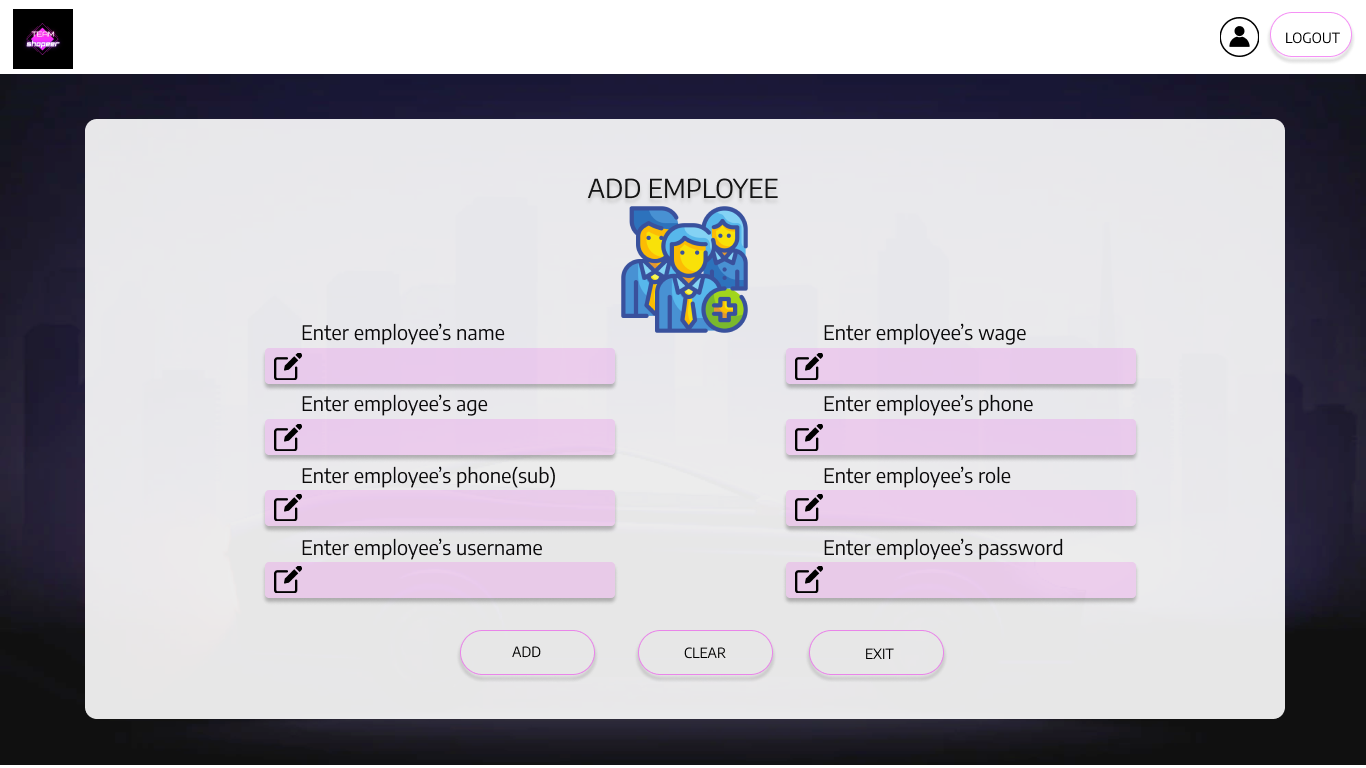 TEAM
shopeer
LOGOUT
ADD EMPLOYEE
Enter employee’s name
Enter employee’s wage
Enter employee’s age
Enter employee’s phone
Enter employee’s phone(sub)
Enter employee’s role
Enter employee’s username
Enter employee’s password
ADD
CLEAR
EXIT